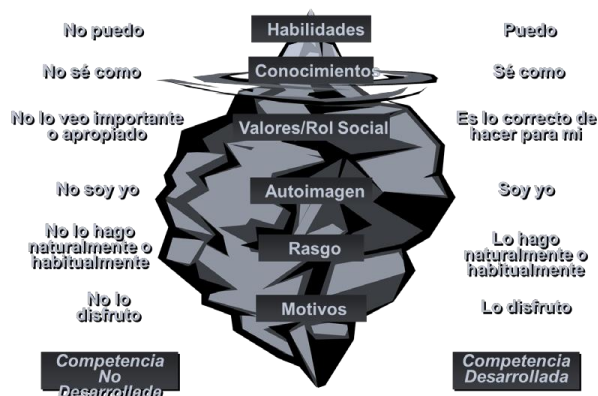 No puedo
Habilidades
Puedo
No sé como
Conocimientos
Sé como
No lo veo importante
o apropiado
Valores/Rol Social
Es lo correcto de
hacer para mi
No soy yo
Autoimagen
Soy yo
No lo hago
naturalmente o
habitualmente
Rasgo
Lo hago
naturalmente o
habitualmente
No lo
disfruto
Motivos
Lo disfruto
Competencia
No
Desarrollada
Competencia
Desarrollada